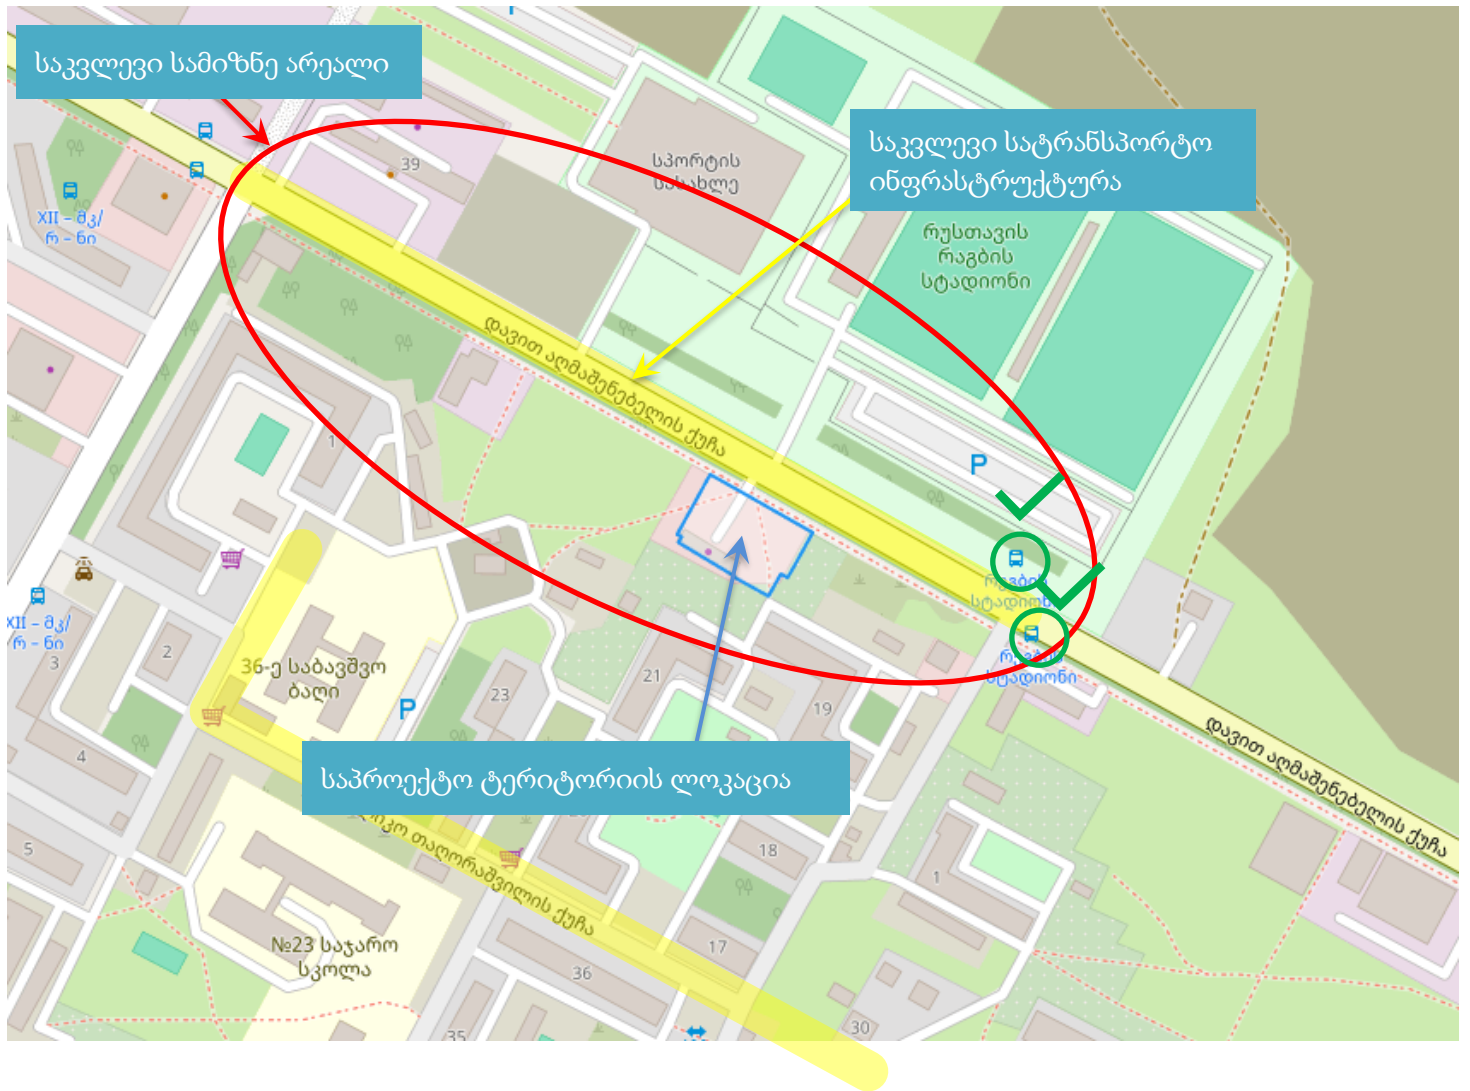 P
საკვლევი სამიზნე არეალი
საკვლევი სატრანსპორტო
ინფრასტრუქტურა
39
სპორტის
სასახლე
XII – მკ/
რ – ნი
რუსთავის
რაგბის
სტადიონი
დავით აღმაშენებელის ქუჩა
1
P
რაგბის
სტადიონი
რაგბის
სტადიონი
XII – მკ/
რ – ნი
3
2
36-ე საბავშვო
ბაღი
P
23
21
19
4
დავით აღმაშენებელის ქუჩა
საპროექტო ტერიტორიის ლოკაცია
თაღორაშვილის ქუჩა
5
18
1
№23 საჯარო
სკოლა
17
36
35
30